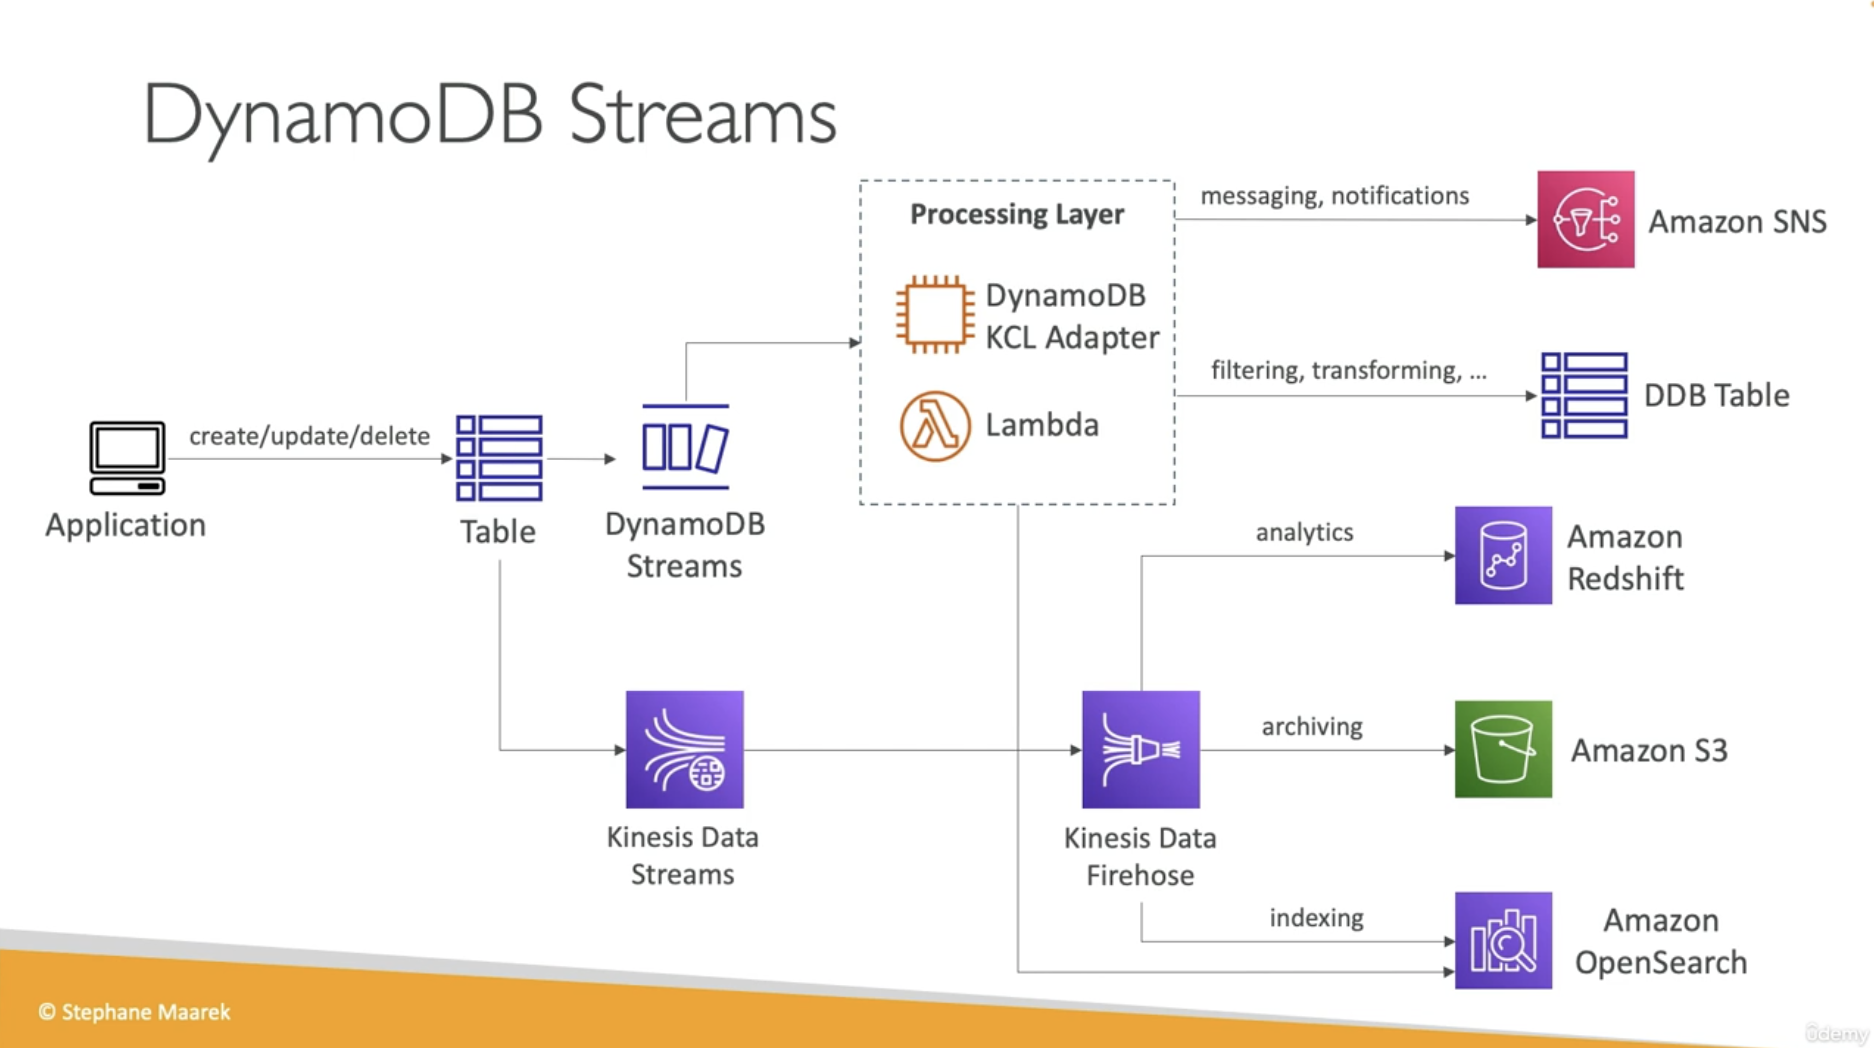 DynamoDB Streams
Processing Layer
DynamoDB
KCL Adapter
Lambda
messaging, notifications
Amazon SNS
filtering, transforming, ...
DDB Table
create/update/delete
Application
Table
DynamoDB
Streams
analytics
Amazon
Redshift
archiving
Amazon S3
Kinesis Data
Streams
Kinesis Data
Firehose
indexing
Amazon
OpenSearch
© Stephane Maarek
ûdemy